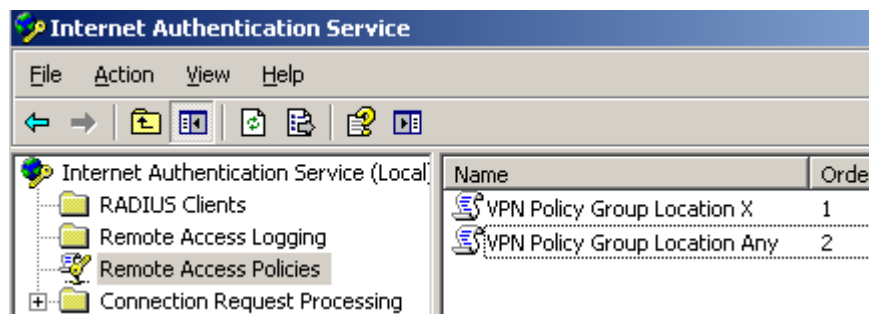 Internet Authentication Service
File Action View Help
Internet Authentication Service (Local)
RADIUS Clients
Remote Access Logging
Remote Access Policies
Connection Request Processing
Name Orde
VPN Policy Group Location X 1
VPN Policy Group Location Any 2